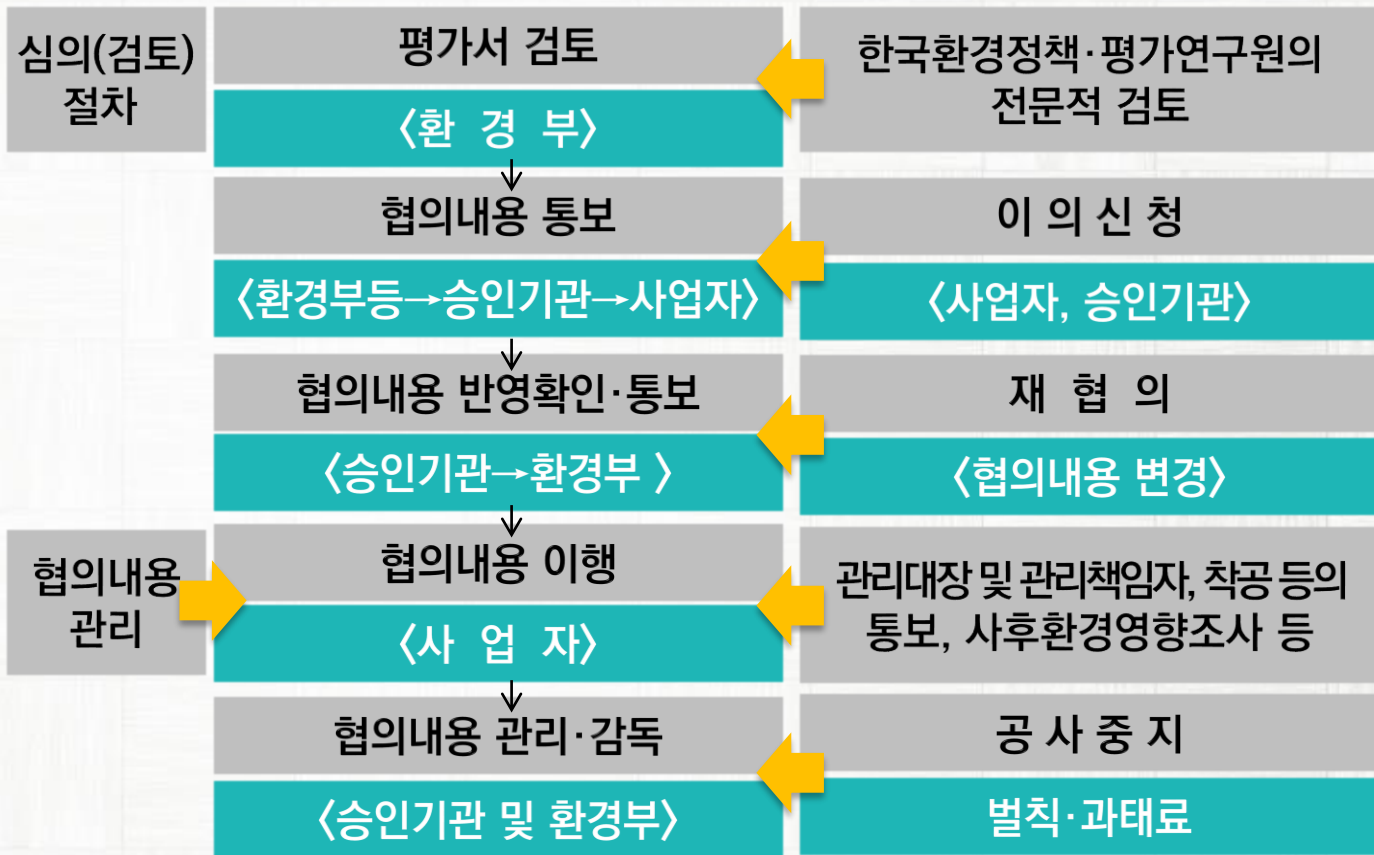 심의(검토)
절차
평가서 검토
〈환 경 부〉
한국환경정책·평가연구원의
전문적 검토
협의내용 통보
〈환경부등→승인기관→사업자〉
이 의 신 청
〈사업자, 승인기관〉
협의내용 반영확인·통보
〈승인기관→환경부 〉
재 협 의
〈협의내용 변경〉
협의내용
관리
협의내용 이행
〈사 업 자〉
관리대장 및 관리책임자, 착공 등의
통보, 사후환경영향조사 등
협의내용 관리·감독
〈승인기관 및 환경부〉
공 사 중 지
벌칙·과태료